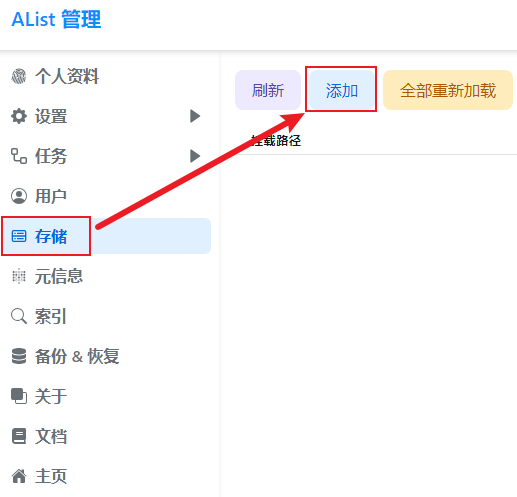 AList 管理
个人资料
设置
任务
用户
存储
元信息
索引
备份 & 恢复
关于
文档
主页
刷新
添加
全部重新加载
挂载路径